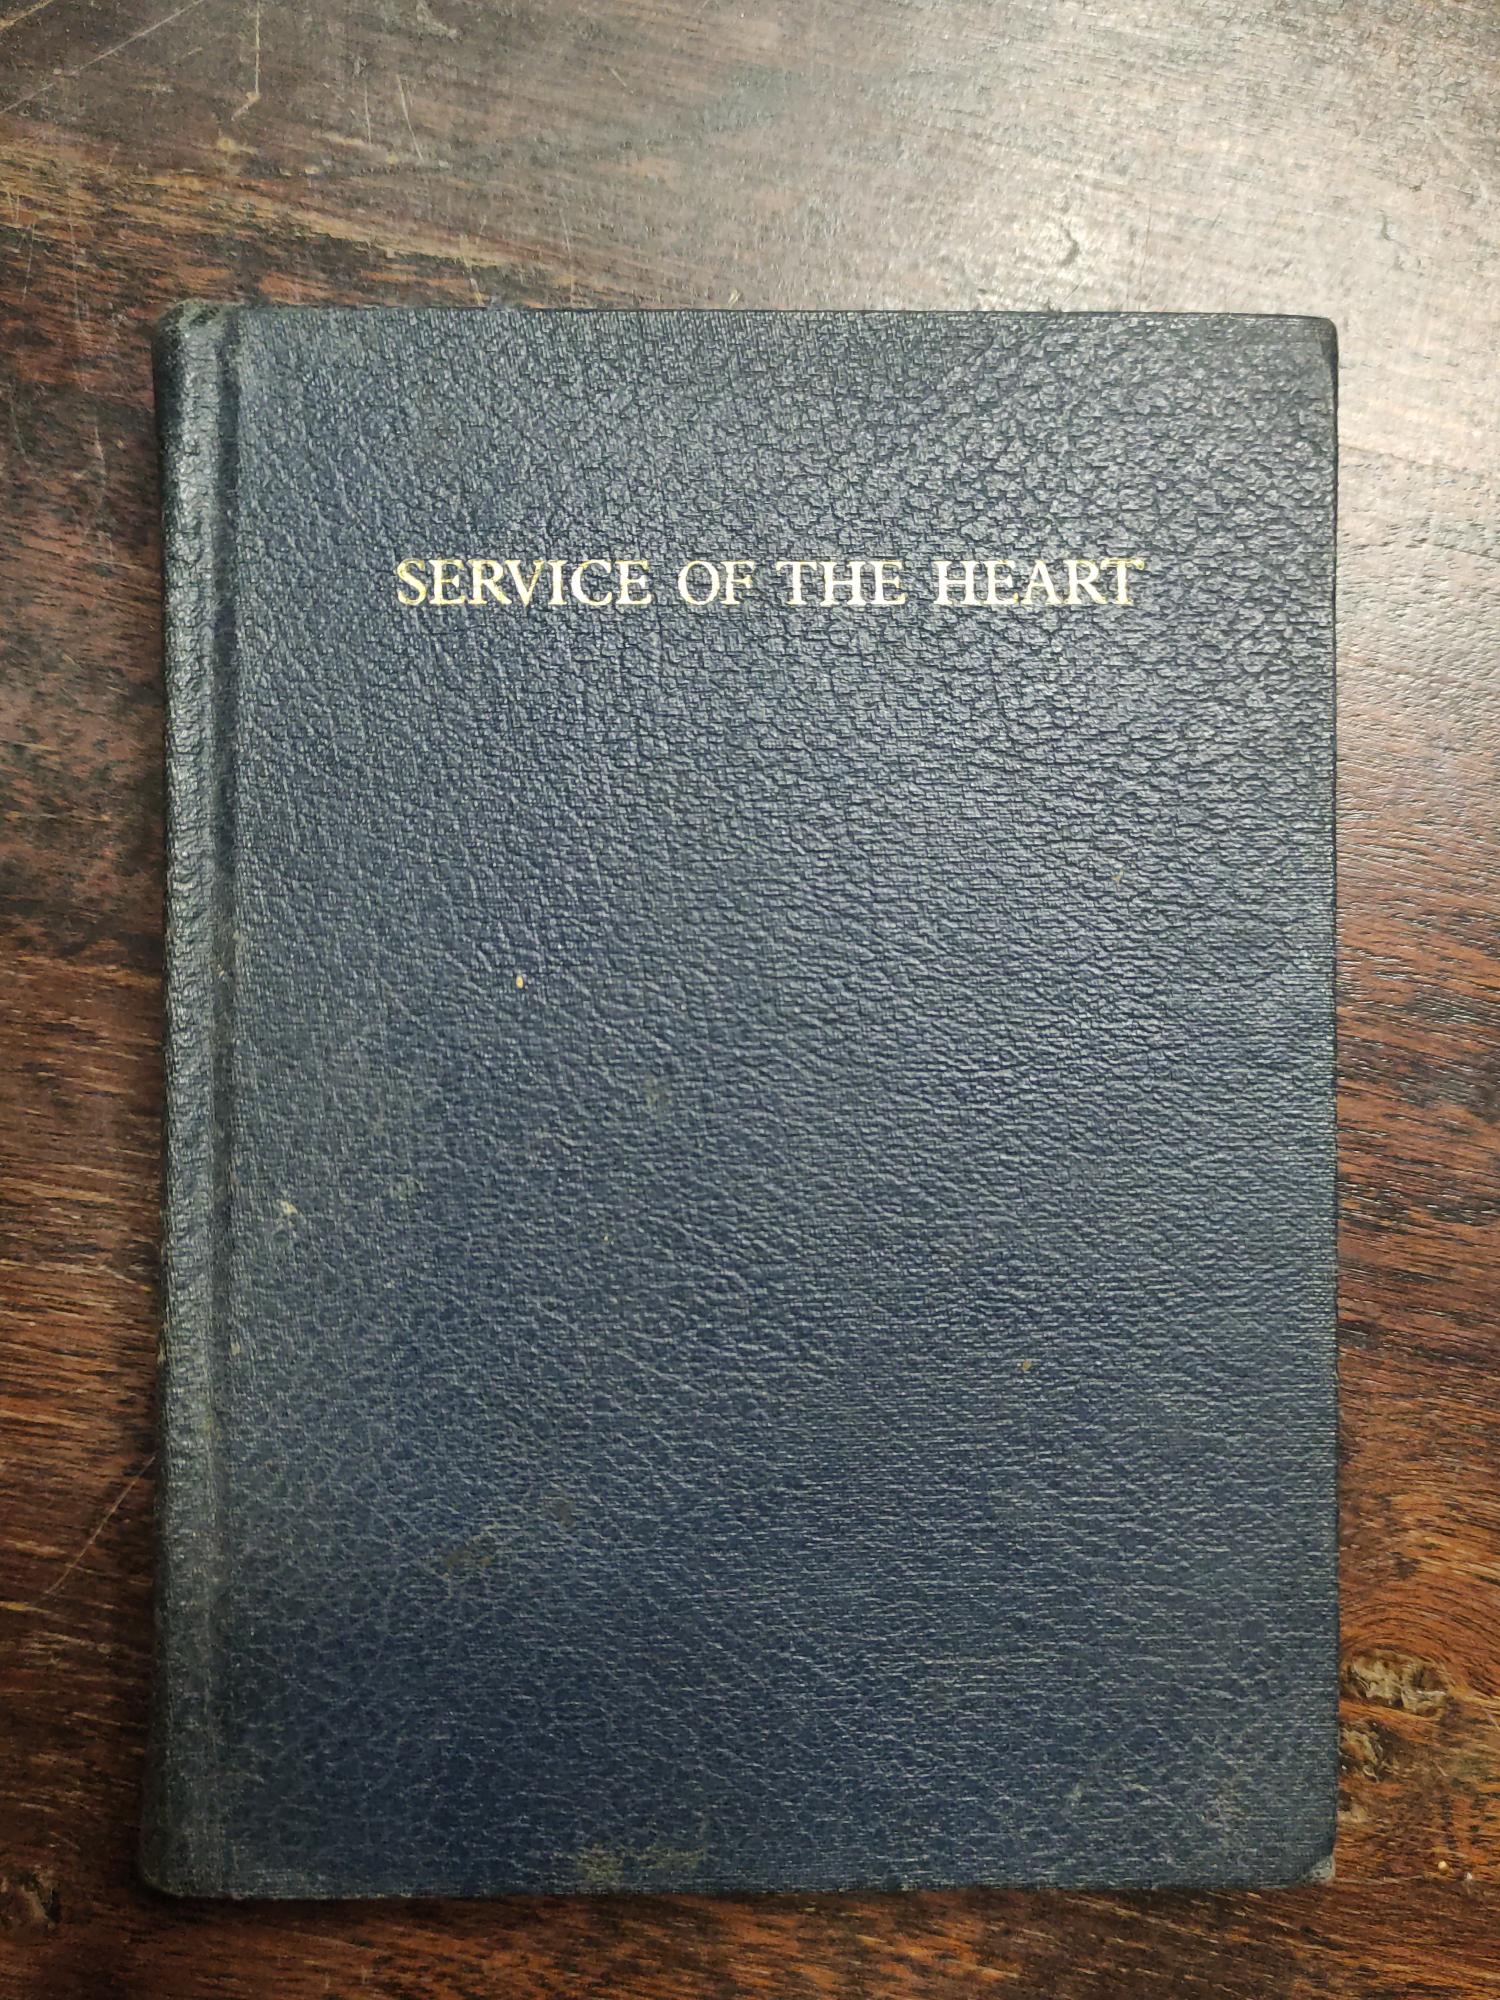 SERVICE OF THE HEART